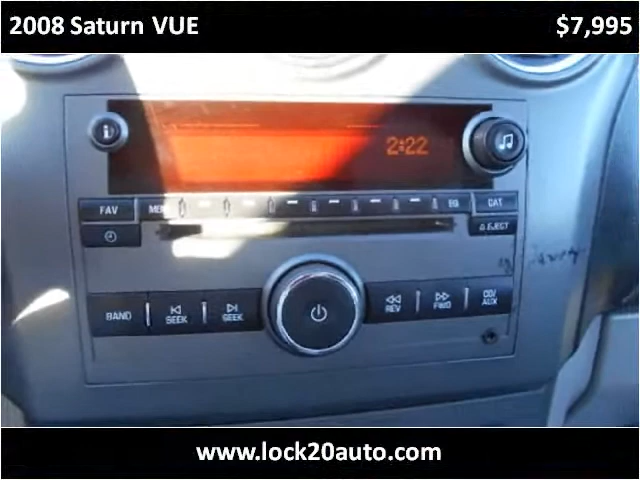 2008 Saturn VUE $7,995
2:22
FAV MENU EQ CAT
EJECT
BAND SEEK SEEK REV FWD CD/
AUX
www.lock20auto.com